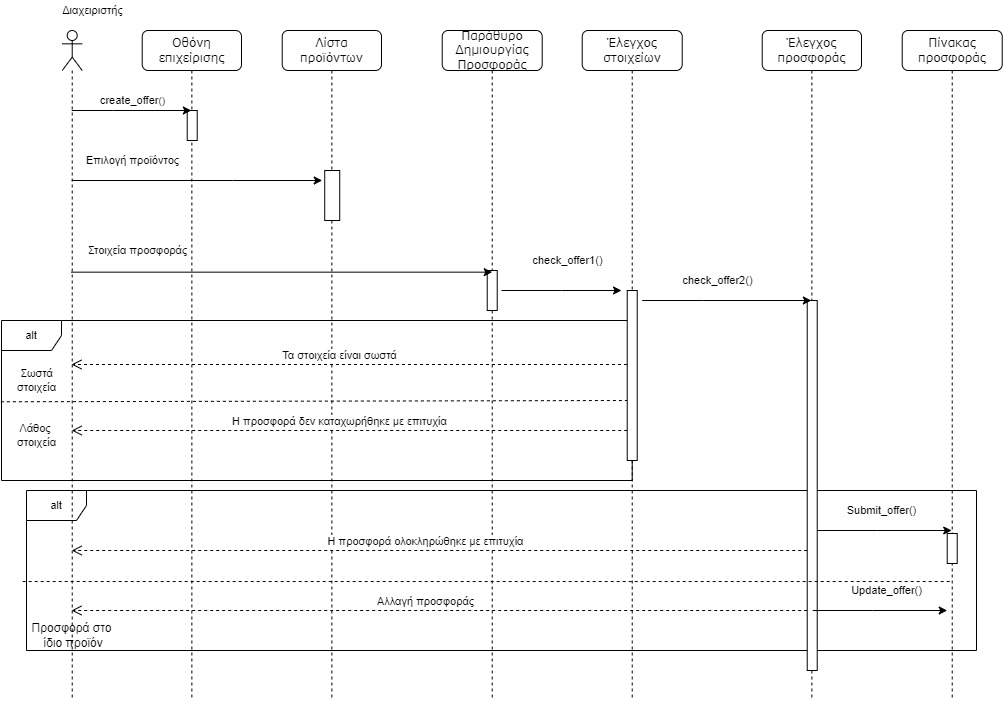 Διαχειριστής
Οθόνη
επιχείρισης
Λίστα
προϊόντων
Παράθυρο
Δημιουργίας
Προσφοράς
Έλεγχος
στοιχείων
Έλεγχος
προσφοράς
Πίνακας
προσφοράς
create_offer()
Επιλογή προϊόντος
Στοιχεία προσφοράς
check_offer1()
check_offer2()
alt
Τα στοιχεία είναι σωστά
Σωστά
στοιχεία
Η προσφορά δεν καταχωρήθηκε με επιτυχία
Λάθος
στοιχεία
alt
Submit_offer()
Η προσφορά ολοκληρώθηκε με επιτυχία
Update_offer()
Αλλαγή προσφοράς
Προσφορά στο
ίδιο προϊόν